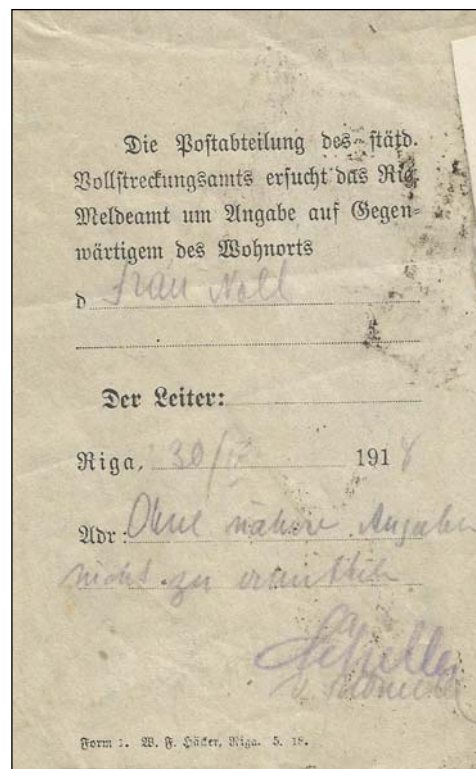 Die Postabteilung des städt.
Vollstreckungsamts ersucht das Rig.
Meldeamt um Angabe auf Gegen-
wärtigem des Wohnorts
d Frau Noll
Der Leiter:
Riga, 30/IV 1918
Adr: Ohne nähere Angaben
nicht zu ermitteln
Form 1. W. F. Häcker, Riga. 5. 18.